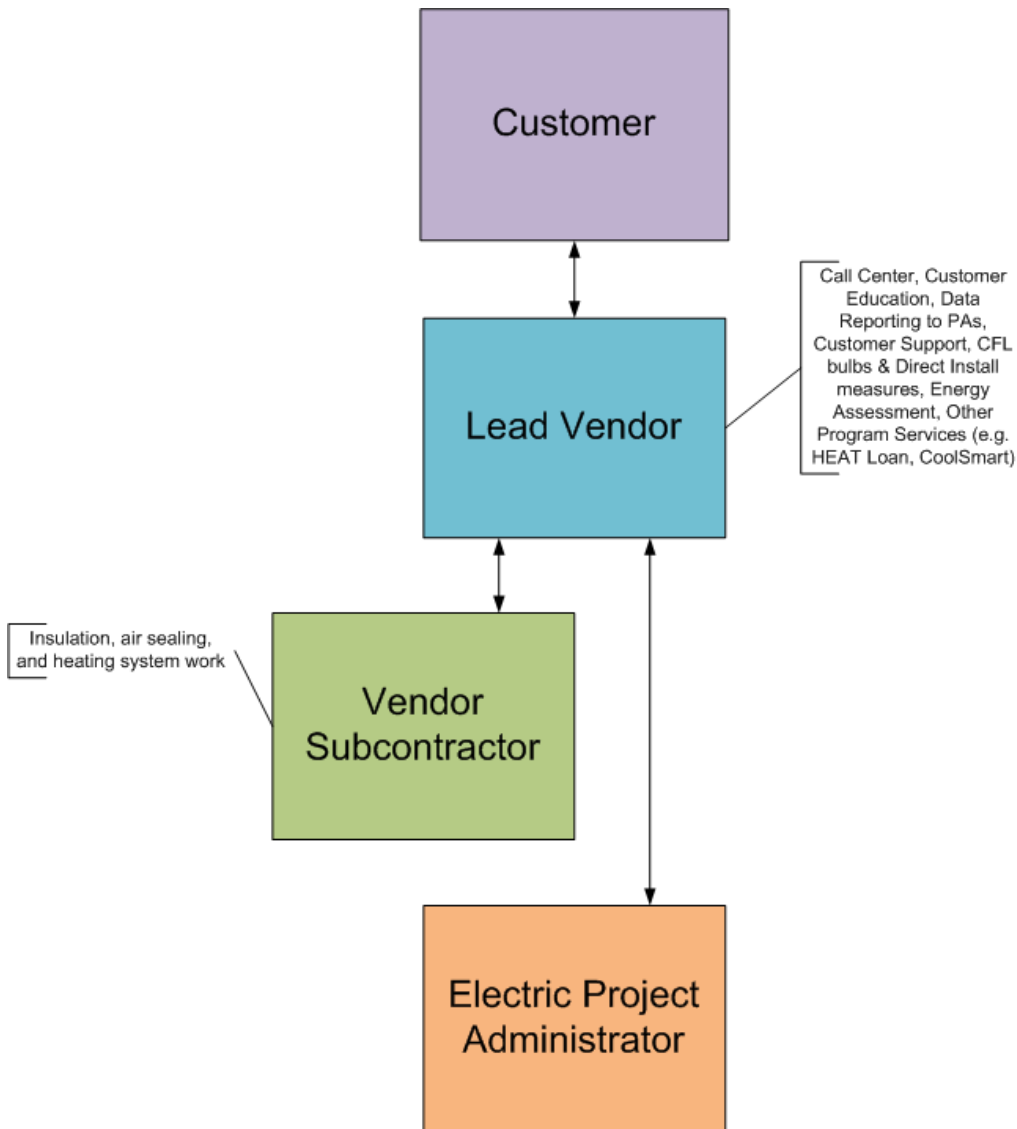 Customer
Call Center, Customer
Education, Data
Reporting to PAs,
Customer Support, CFL
bulbs & Direct Install
measures, Energy
Assessment, Other
Program Services (e.g.
HEAT Loan, CoolSmart)
Lead Vendor
Insulation, air sealing,
and heating system work
Vendor
Subcontractor
Electric Project
Administrator